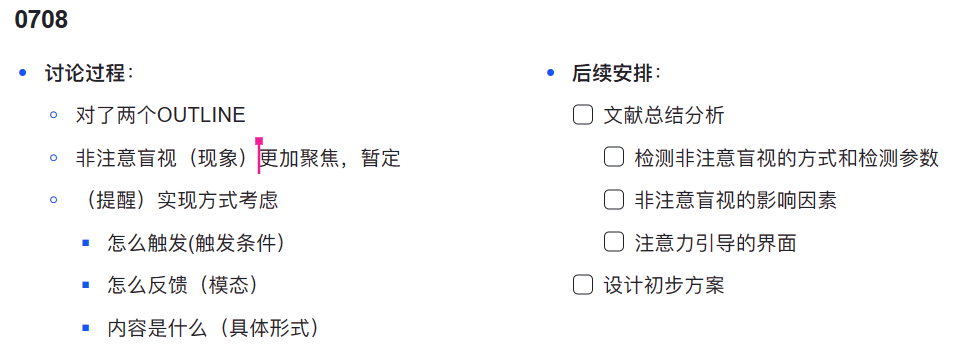 0708
讨论过程：
对了两个OUTLINE
非注意盲视（现象）更加聚焦，暂定
（提醒）实现方式考虑
怎么触发(触发条件）
怎么反馈（模态）
内容是什么（具体形式）
后续安排：
文献总结分析
检测非注意盲视的方式和检测参数
非注意盲视的影响因素
注意力引导的界面
设计初步方案